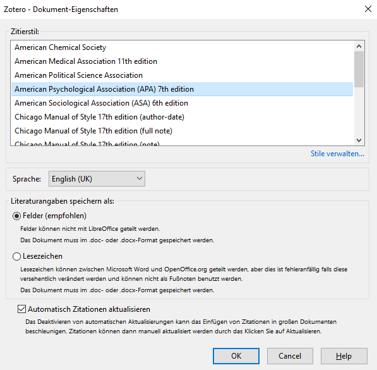 Zotero - Dokument-Eigenschaften
Zitierstil:
American Chemical Society
American Medical Association 11th edition
American Political Science Association
American Psychological Association (APA) 7th edition
American Sociological Association (ASA) 6th edition
Chicago Manual of Style 17th edition (author-date)
Chicago Manual of Style 17th edition (full note)
Chicago Manual of Style 17th edition (note)
Stile verwalten...
Sprache: English (UK)
Literaturangaben speichern als:
Felder (empfohlen)
Felder können nicht mit LibreOffice geteilt werden.
Das Dokument muss im .doc- oder .docx-Format gespeichert werden.
Lesezeichen
Lesezeichen können zwischen Microsoft Word und OpenOffice.org geteilt werden, aber dies ist fehleranfällig falls diese
versehentlich verändert werden und können nicht als Fußnoten benutzt werden.
Das Dokument muss im .doc- oder .docx-Format gespeichert werden.
Automatisch Zitationen aktualisieren
Das Deaktivieren von automatischen Aktualisierungen kann das Einfügen von Zitationen in großen Dokumenten
beschleunigen. Zitationen können dann manuell aktualisiert werden durch das Klicken Sie auf Aktualisieren.
OK Cancel Help